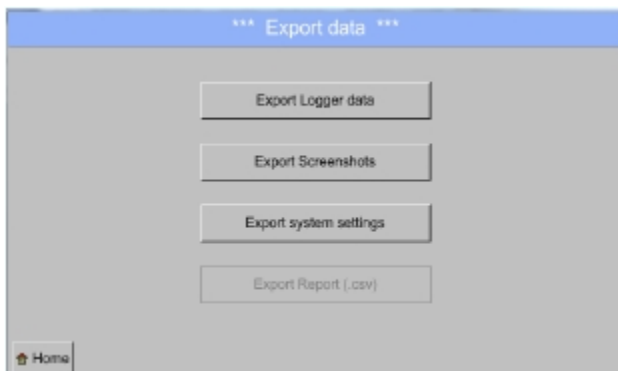 *** Export data ***
Export Logger data
Export Screenshots
Export system settings
Export Report (.csv)
Home